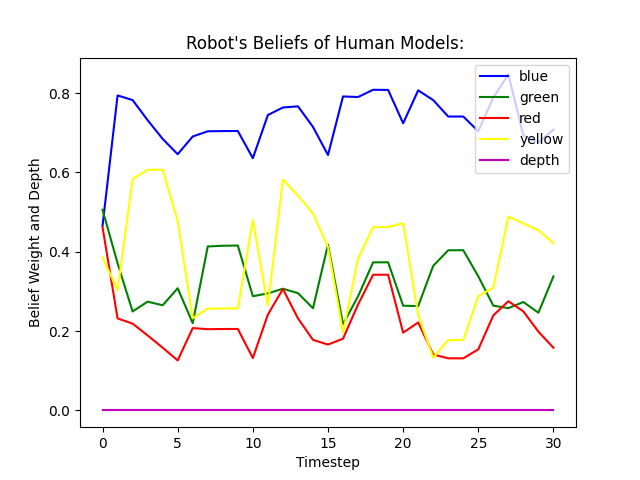 Robot's Beliefs of Human Models:
blue
green
red
yellow
depth
Belief Weight and Depth
0.8
0.6
0.4
0.2
0.0
0 5 10 15 20 25 30
Timestep